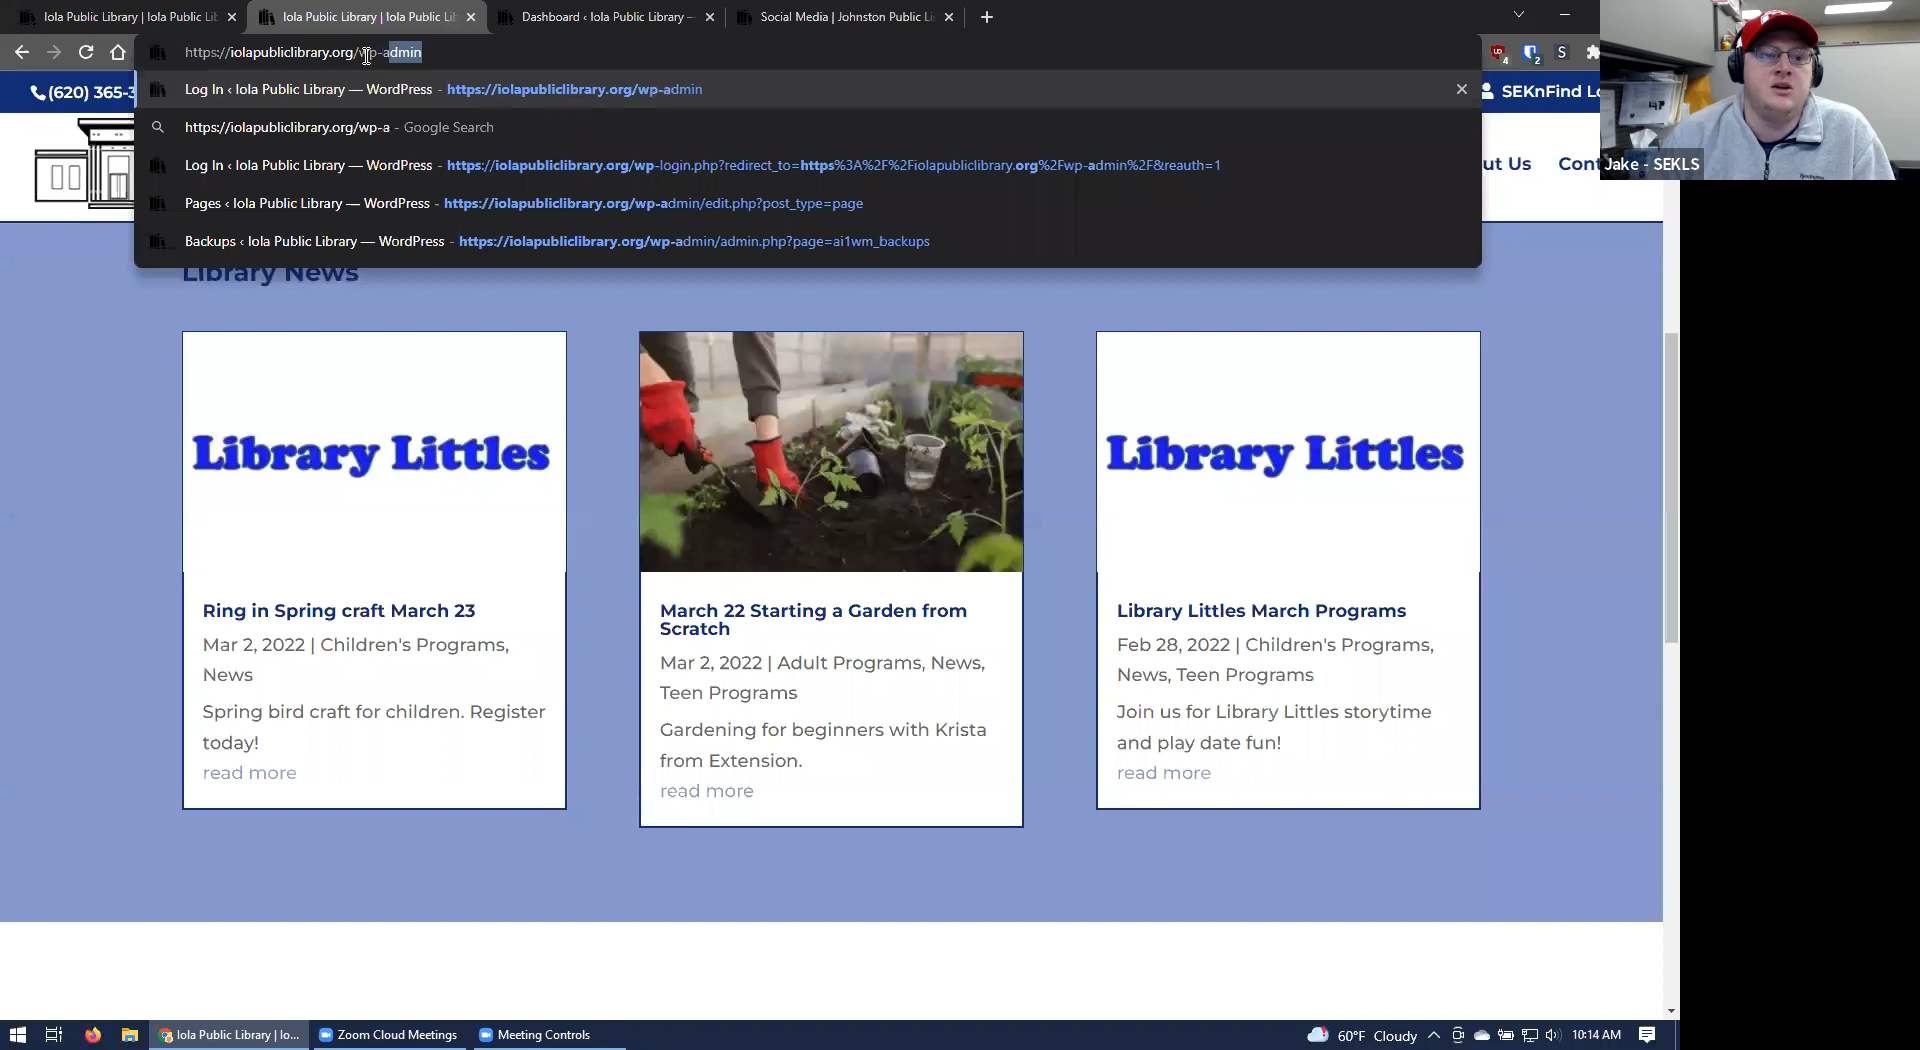 Iola Public Library | Iola Public Lib
Iola Public Library | Iola Public Lib
Dashboard ‹ Iola Public Library —
Social Media | Johnston Public Li
https://iolapubliclibrary.org/wp-admin
4
2
S
Log In ‹ Iola Public Library — WordPress - https://iolapubliclibrary.org/wp-admin
https://iolapubliclibrary.org/wp-a - Google Search
Log In ‹ Iola Public Library — WordPress - https://iolapubliclibrary.org/wp-login.php?redirect_to=https%3A%2F%2Fiolapubliclibrary.org%2Fwp-admin%2F&reauth=1
Pages ‹ Iola Public Library — WordPress - https://iolapubliclibrary.org/wp-admin/edit.php?post_type=page
Backups ‹ Iola Public Library — WordPress - https://iolapubliclibrary.org/wp-admin/admin.php?page=ai1wm_backups
(620) 365-3
SEKnFind Lo
ut Us
Cont
Jake - SEKLS
Library News
Library Littles
Library Littles
Ring in Spring craft March 23
Mar 2, 2022 | Children's Programs,
News
Spring bird craft for children. Register
today!
read more
March 22 Starting a Garden from
Scratch
Mar 2, 2022 | Adult Programs, News,
Teen Programs
Gardening for beginners with Krista
from Extension.
read more
Library Littles March Programs
Feb 28, 2022 | Children's Programs,
News, Teen Programs
Join us for Library Littles storytime
and play date fun!
read more
Iola Public Library | Io...
Zoom Cloud Meetings
Meeting Controls
60°F Cloudy
10:14 AM